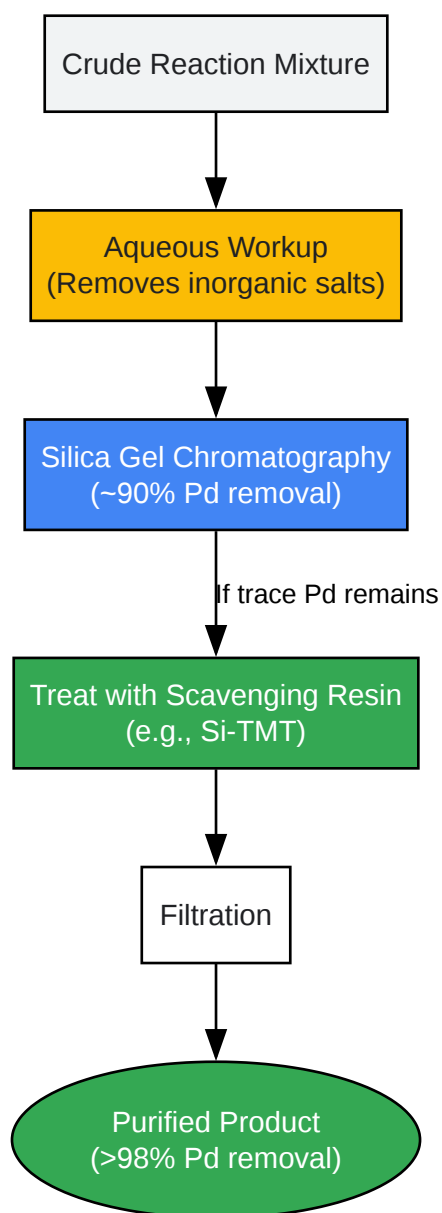 Crude Reaction Mixture
Aqueous Workup
(Removes inorganic salts)
Silica Gel Chromatography
(~90% Pd removal)
If trace Pd remains
Treat with Scavenging Resin
(e.g., Si-TMT)
Filtration
Purified Product
(>98% Pd removal)